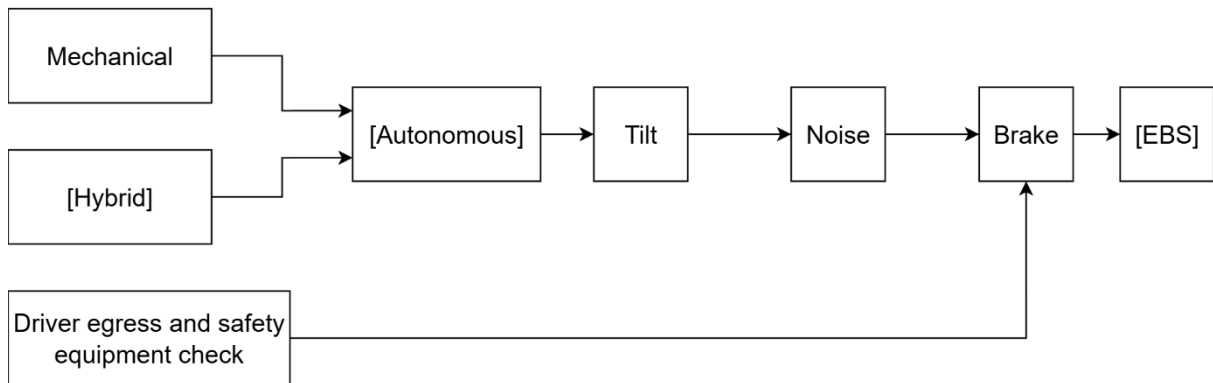 Mechanical
[Autonomous]
Tilt
Noise
Brake
[EBS]
[Hybrid]
Driver egress and safety
equipment check